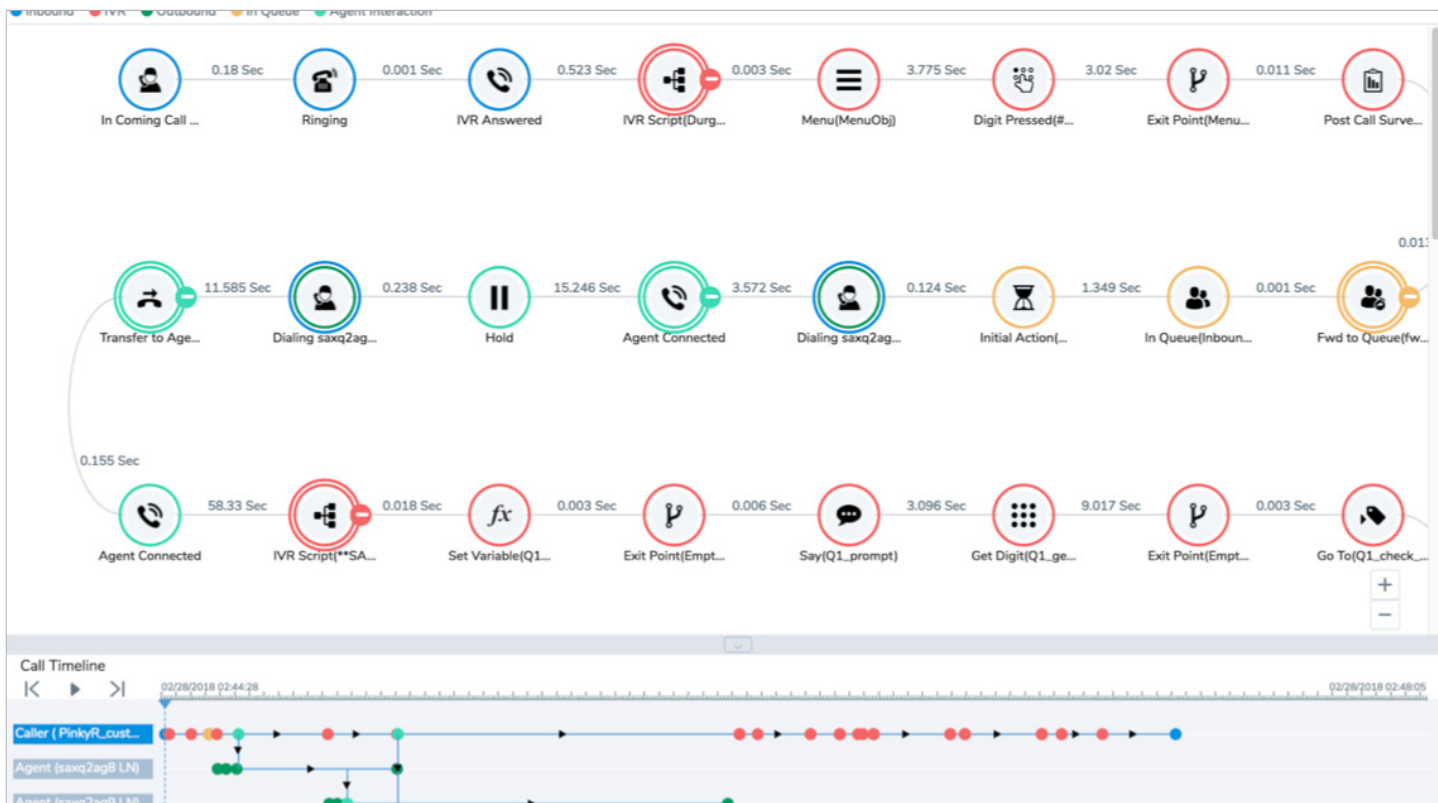 Inbound IVR Outbound In Queue Agent Interaction
0.18 Sec 0.001 Sec 0.523 Sec 0.003 Sec 3.775 Sec 3.02 Sec 0.011 Sec
In Coming Call ... Ringing IVR Answered IVR Script(Durg... Menu(MenuObj) Digit Pressed(#... Exit Point(Menu... Post Call Surve...
0.013
11.585 Sec 0.238 Sec 15.246 Sec 3.572 Sec 0.124 Sec 1.349 Sec 0.001 Sec
Transfer to Age... Dialing saxq2ag... Hold Agent Connected Dialing saxq2ag... Initial Action(... In Queue(Inboun... Fwd to Queue(fw...
0.155 Sec
58.33 Sec 0.018 Sec fx 0.003 Sec 0.006 Sec 3.096 Sec 9.017 Sec 0.003 Sec
Agent Connected IVR Script(**SA... Set Variable(Q1... Exit Point(Empt... Say(Q1_prompt) Get Digit(Q1_ge... Exit Point(Empt... Go To(Q1_check_...
+
−
Call Timeline
02/28/2018 02:44:28 02/28/2018 02:48:05
Caller ( PinkyR_cust...
Agent (saxq2ag8 LN)
Agent (saxq2ag9 LN)